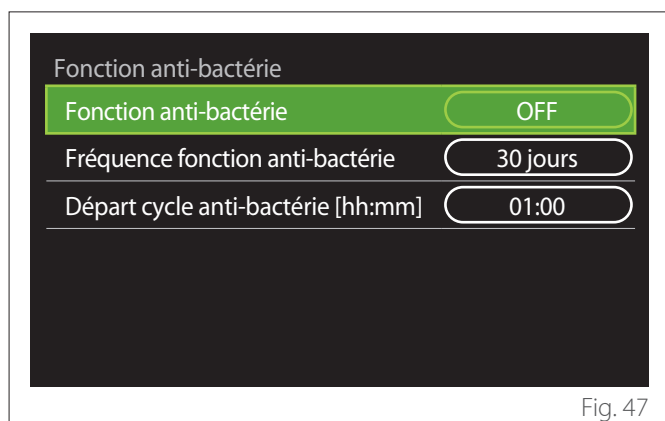 Fonction anti-bactérie
Fonction anti-bactérie OFF
Fréquence fonction anti-bactérie 30 jours
Départ cycle anti-bactérie [hh:mm] 01:00
Fig. 47